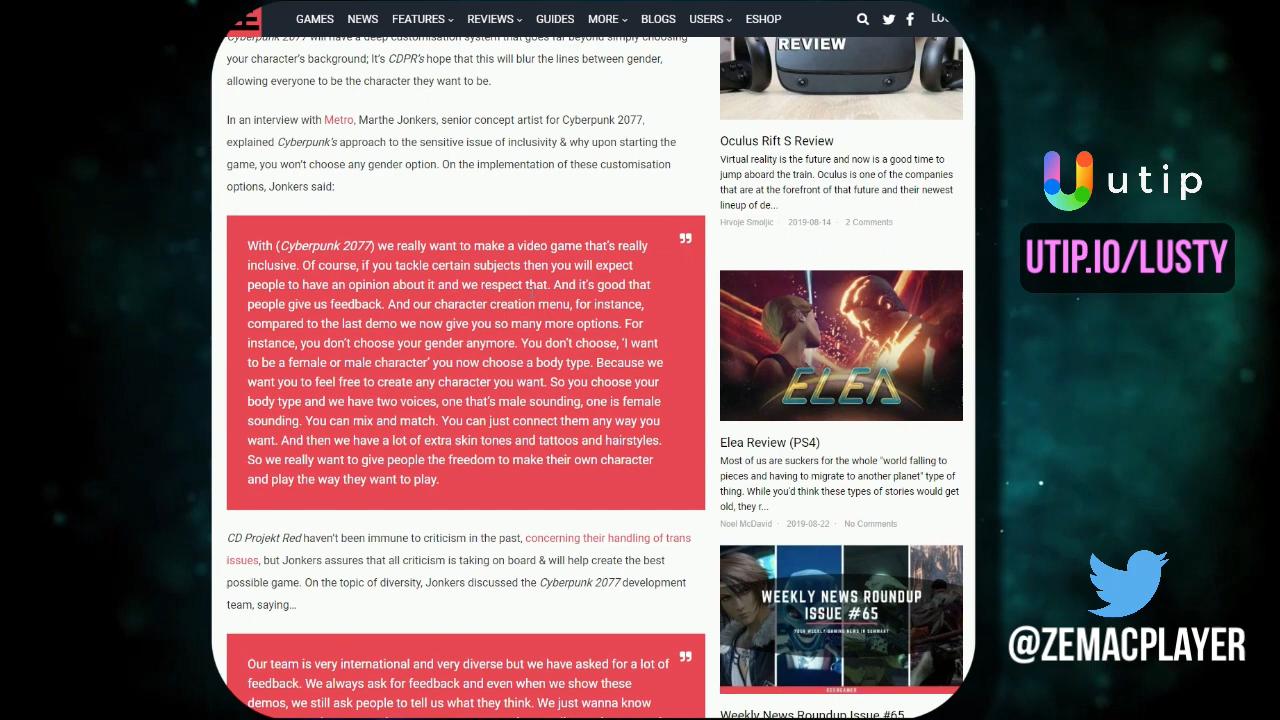 GAMES NEWS FEATURES REVIEWS GUIDES MORE BLOGS USERS ESHOP
Cyberpunk 2077 will have a deep customisation system that goes far beyond simply choosing
your character's background; It's CDPR's hope that this will blur the lines between gender,
allowing everyone to be the character they want to be.
In an interview with Metro, Marthe Jonkers, senior concept artist for Cyberpunk 2077,
explained Cyberpunk's approach to the sensitive issue of inclusivity & why upon starting the
game, you won't choose any gender option. On the implementation of these customisation
options, Jonkers said:
With (Cyberpunk 2077) we really want to make a video game that's really
inclusive. Of course, if you tackle certain subjects then you will expect
people to have an opinion about it and we respect that. And it's good that
people give us feedback. And our character creation menu, for instance,
compared to the last demo we now give you so many more options. For
instance, you don't choose your gender anymore. You don't choose, 'I want
to be a female or male character' you now choose a body type. Because we
want you to feel free to create any character you want. So you choose your
body type and we have two voices, one that's male sounding, one is female
sounding. You can mix and match. You can just connect them any way you
want. And then we have a lot of extra skin tones and tattoos and hairstyles.
So we really want to give people the freedom to make their own character
and play the way they want to play.
CD Projekt Red haven't been immune to criticism in the past, concerning their handling of trans
issues, but Jonkers assures that all criticism is taking on board & will help create the best
possible game. On the topic of diversity, Jonkers discussed the Cyberpunk 2077 development
team, saying...
Our team is very international and very diverse but we have asked for a lot of
feedback. We always ask for feedback and even when we show these
demos, we still ask people to tell us what they think. We just wanna know
REVIEW
Oculus Rift S Review
Virtual reality is the future and now is a good time to
jump aboard the train. Oculus is one of the companies
that are at the forefront of that future and their newest
lineup of de...
Hrvoje Smoljic · 2019-08-14 · 2 Comments
ELEA
Elea Review (PS4)
Most of us are suckers for the whole "world falling to
pieces and having to migrate to another planet" type of
thing. While you'd think these types of stories would get
old, they r...
Noel McDavid · 2019-08-22 · No Comments
WEEKLY NEWS ROUNDUP
ISSUE #65
YOUR WEEKLY GAMING NEWS IN SUMMARY
Weekly News Roundup Issue #65
utip
UTIP.IO/LUSTY
@ZEMACPLAYER